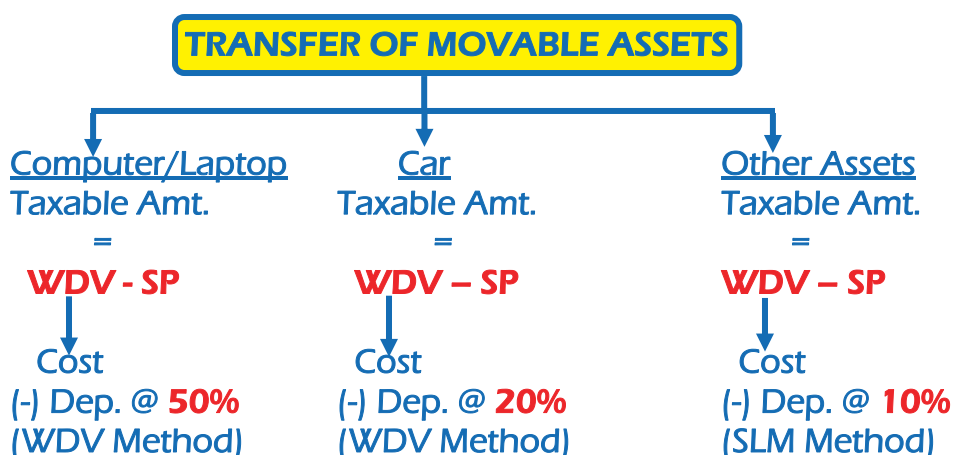 TRANSFER OF MOVABLE ASSETS
Computer/Laptop
Taxable Amt.
=
WDV - SP
Cost
(-) Dep. @ 50%
(WDV Method)
Car
Taxable Amt.
=
WDV – SP
Cost
(-) Dep. @ 20%
(WDV Method)
Other Assets
Taxable Amt.
=
WDV – SP
Cost
(-) Dep. @ 10%
(SLM Method)